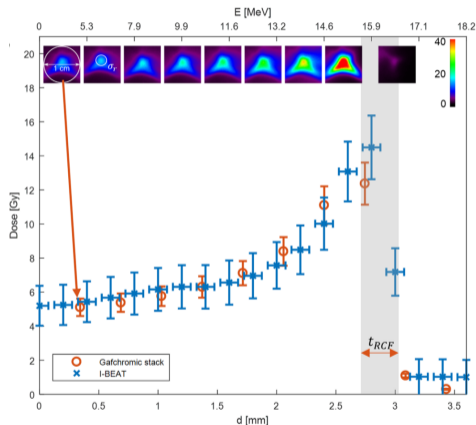 E [MeV]
4 5.3 7.8 9.9 11.6 13.2 14.6 15.9 17.1 18.2
20
18
16
14
12
10
8
6
4
2
0
Dose [Gy]
1 cm
σr
40
20
0
tRCF
Gafchromic stack
I-BEAT
0 0.5 1 1.5 2 2.5 3 3.5
d [mm]